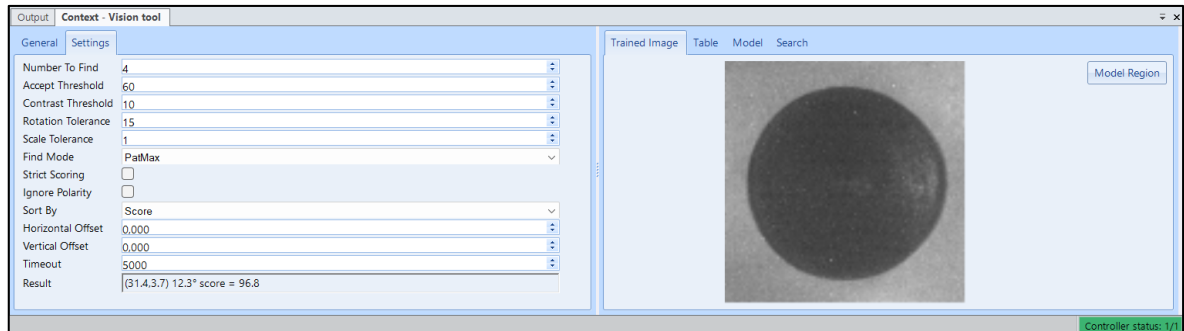 Output Context - Vision tool
General Settings
Number To Find 4
Accept Threshold 60
Contrast Threshold 10
Rotation Tolerance 15
Scale Tolerance 1
Find Mode PatMax
Strict Scoring
Ignore Polarity
Sort By Score
Horizontal Offset 0,000
Vertical Offset 0,000
Timeout 5000
Result (31.4,3.7) 12.3° score = 96.8
Trained Image Table Model Search
Model Region
Controller status: 1/1